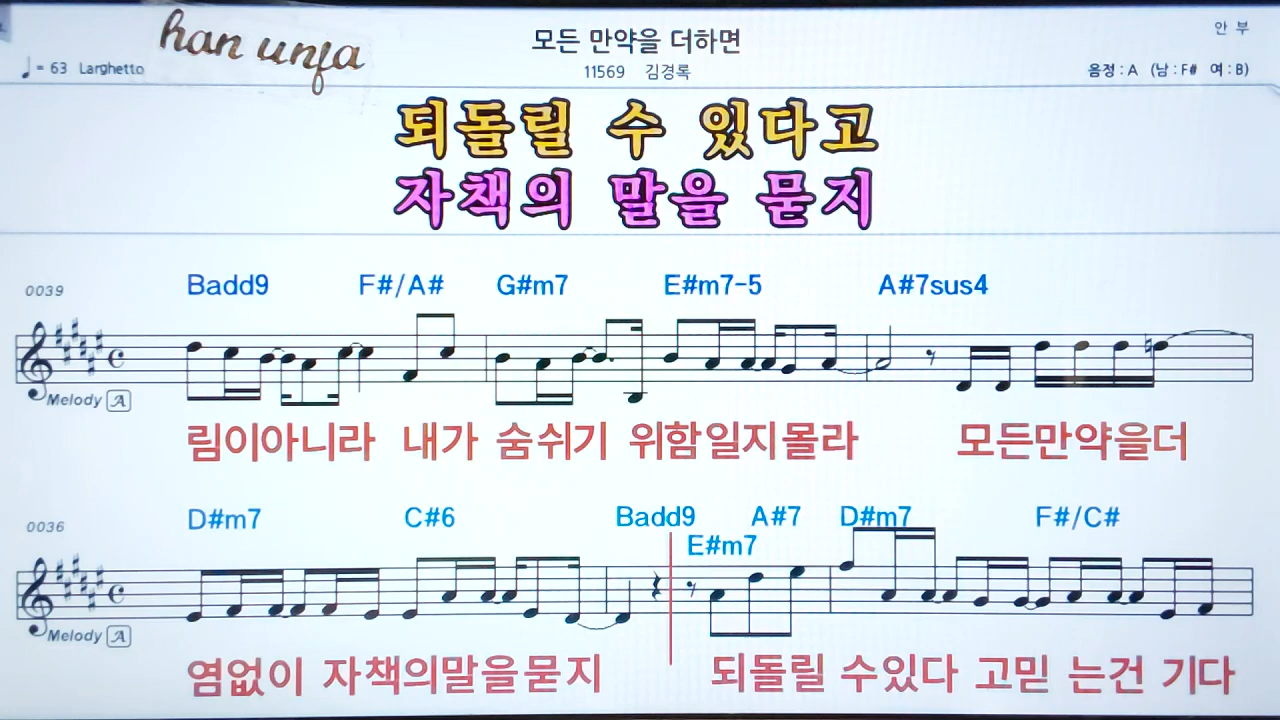 han unfa
모든 만약을 더하면
안 부
♩= 63 Larghetto
11569 김경록
음정 : A (남 : F# 여 : B)
되돌릴 수 있다고
자책의 말을 묻지
0039
Badd9 F#/A# G#m7 E#m7-5 A#7sus4
Melody A
림이아니라 내가 숨쉬기 위함일지몰라 모든만약을더
0036
D#m7 C#6 Badd9 A#7 D#m7 F#/C#
E#m7
Melody A
염없이 자책의말을묻지 되돌릴 수있다 고믿 는건 기다